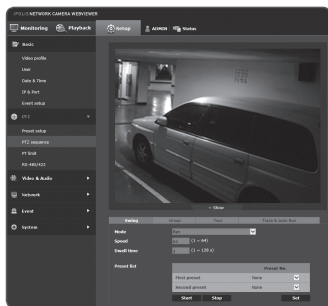 IPOLIS NETWORK CAMERA WEBVIEWER
Monitoring Playback Setup ADMIN Status
Basic
Video profile
User
Date & Time
IP & Port
Event setup
PTZ
Preset setup
PTZ sequence
PT limit
RS-485/422
Video & Audio
Network
Event
System
Show
Swing Group Tour Trace & Auto Run
Mode Pan
Speed (1 ~ 64)
Dwell time (1 ~ 128 s)
Preset list
Preset No.
First preset None
Second preset None
Start Stop Set